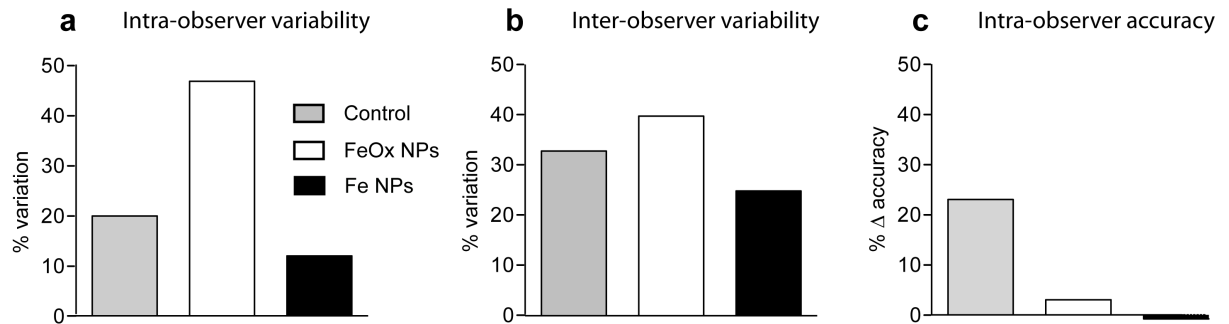 a Intra-observer variability
50
40
30
20
10
0
% variation
Control
FeOx NPs
Fe NPs
b Inter-observer variability
50
40
30
20
10
0
% variation
c Intra-observer accuracy
50
40
30
20
10
0
% Δ accuracy